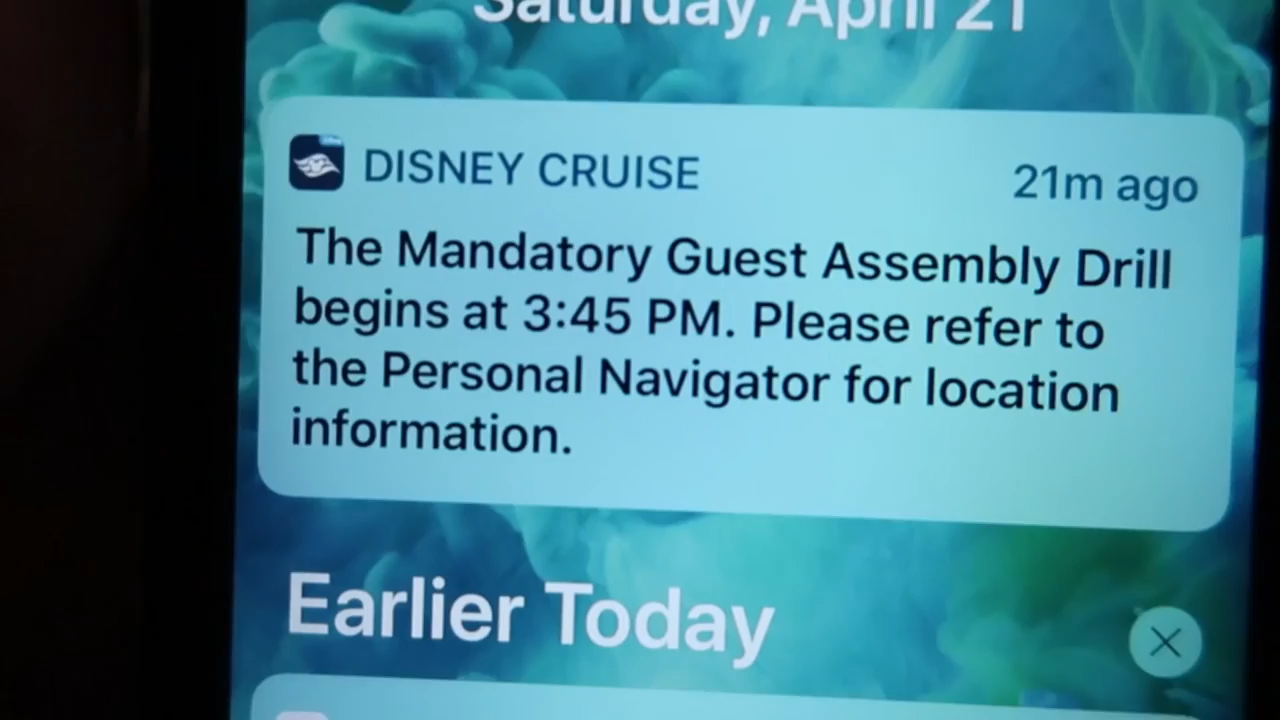 Saturday, April 21
DISNEY CRUISE
21m ago
The Mandatory Guest Assembly Drill
begins at 3:45 PM. Please refer to
the Personal Navigator for location
information.
Earlier Today